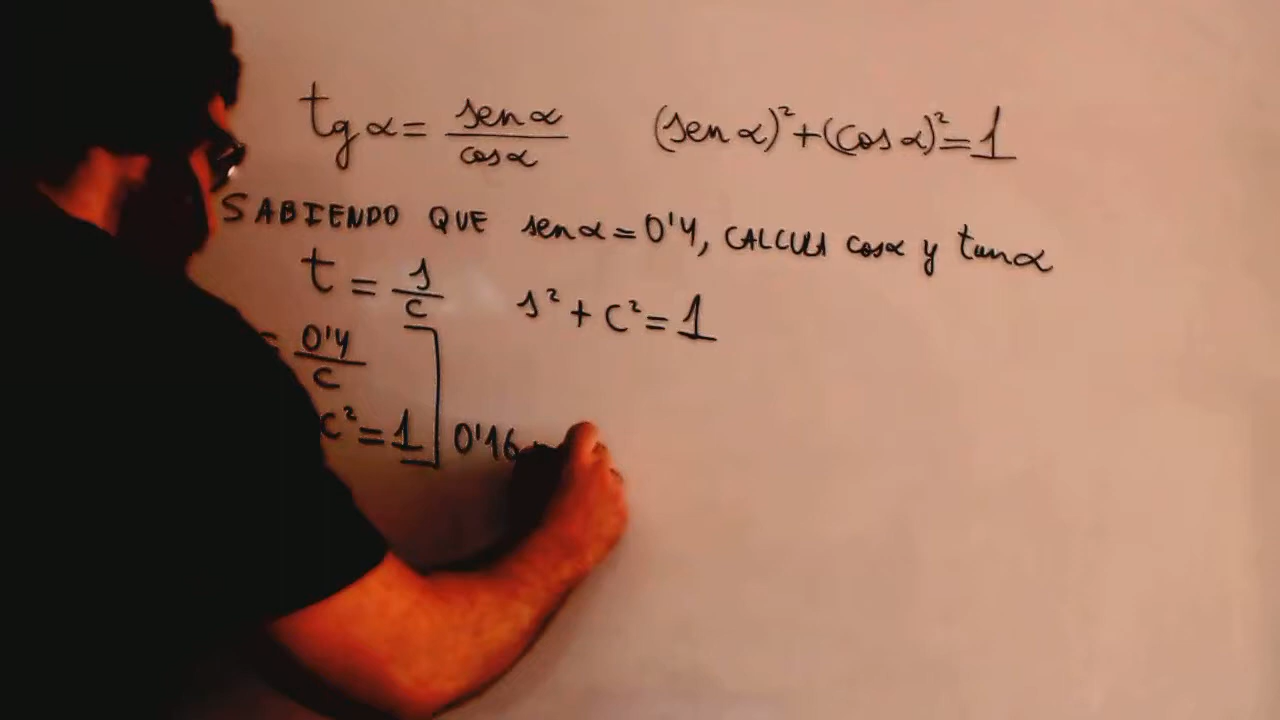 tg α = sen α / cos α (sen α)² + (cos α)² = 1
SABIENDO QUE sen α = 0'4, CALCULA cos α y tan α
t = s / c s² + c² = 1
= 0'4 / c
c² = 1 0'16